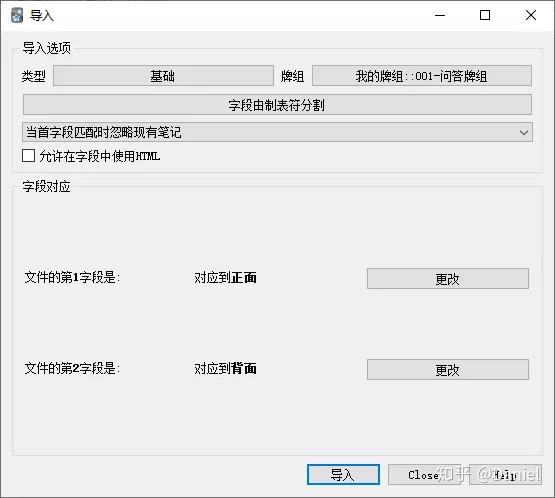 导入
导入选项
类型 基础 牌组 我的牌组::001-问答牌组
字段由制表符分割
当首字段匹配时忽略现有笔记
允许在字段中使用HTML
字段对应
文件的第1字段是: 对应到正面 更改
文件的第2字段是: 对应到背面 更改
导入 Close Help
知乎 @Daniel